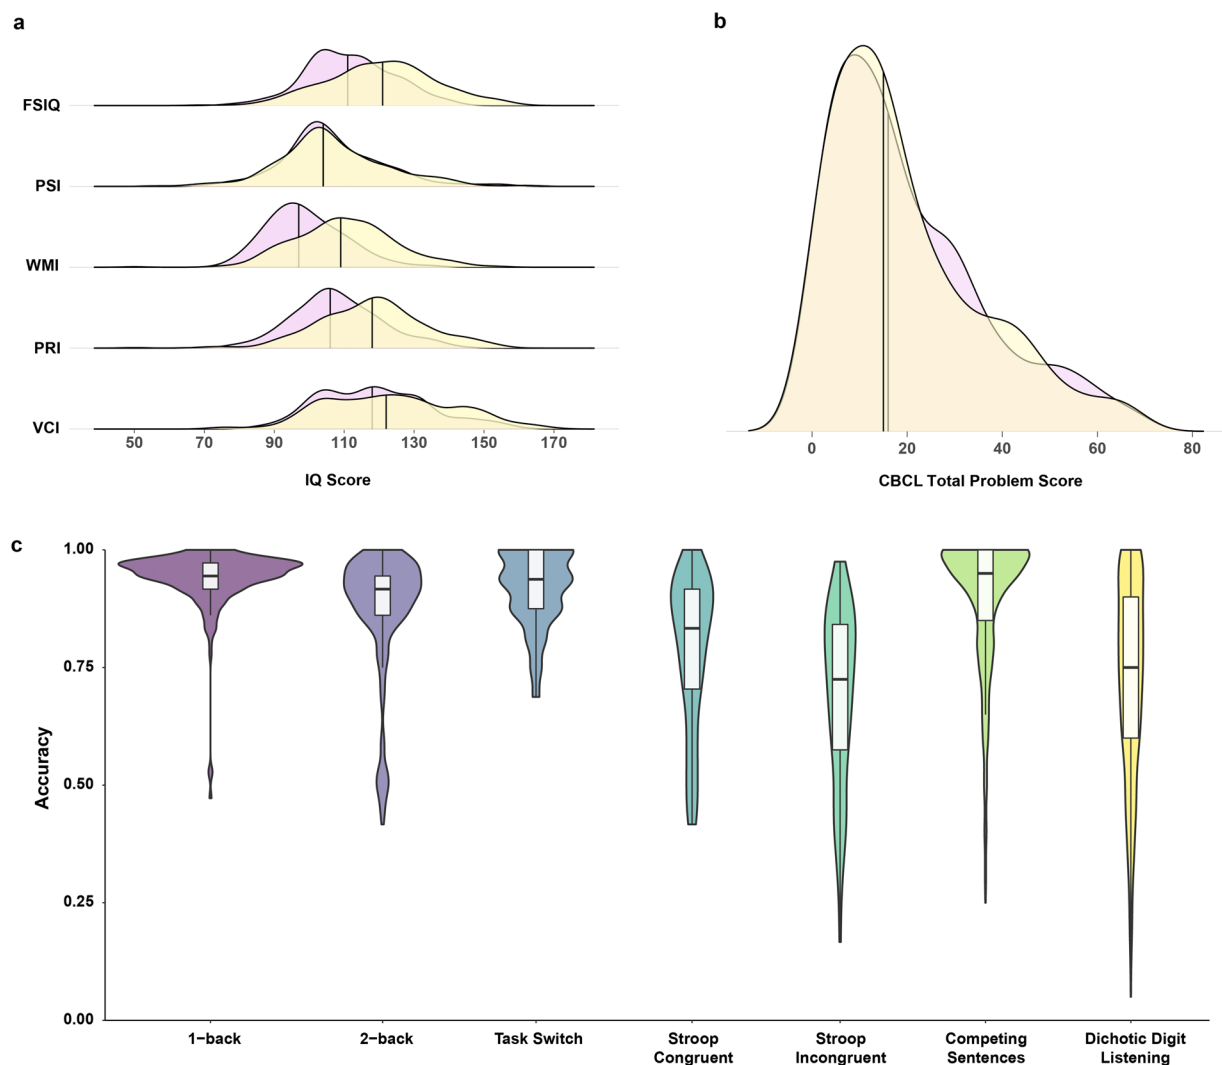 a
FSIQ
PSI
WMI
PRI
VCI
50 70 90 110 130 150 170
IQ Score
b
0 20 40 60 80
CBCL Total Problem Score
c
1.00
0.75
0.50
0.25
0.00
Accuracy
1−back 2−back Task Switch Stroop Stroop Competing Dichotic Digit
Congruent Incongruent Sentences Listening